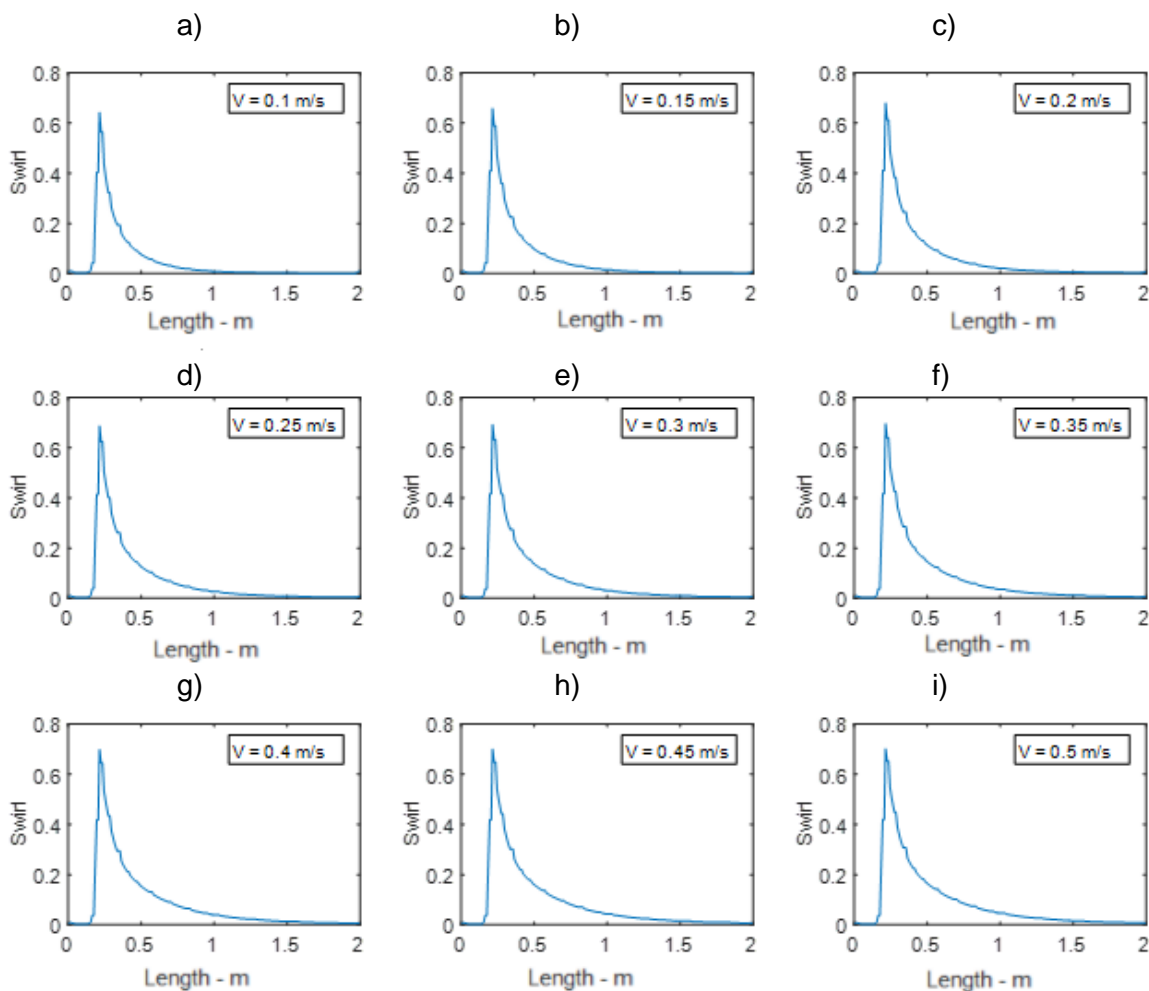 a)
b)
c)
0.8
0.6
0.4
0.2
0
Swirl
V = 0.1 m/s
0 0.5 1 1.5 2
Length - m
0.8
0.6
0.4
0.2
0
Swirl
V = 0.15 m/s
0 0.5 1 1.5 2
Length - m
0.8
0.6
0.4
0.2
0
Swirl
V = 0.2 m/s
0 0.5 1 1.5 2
Length - m
d)
e)
f)
0.8
0.6
0.4
0.2
0
Swirl
V = 0.25 m/s
0 0.5 1 1.5 2
Length - m
0.8
0.6
0.4
0.2
0
Swirl
V = 0.3 m/s
0 0.5 1 1.5 2
Length - m
0.8
0.6
0.4
0.2
0
Swirl
V = 0.35 m/s
0 0.5 1 1.5 2
Length - m
g)
h)
i)
0.8
0.6
0.4
0.2
0
Swirl
V = 0.4 m/s
0 0.5 1 1.5 2
Length - m
0.8
0.6
0.4
0.2
0
Swirl
V = 0.45 m/s
0 0.5 1 1.5 2
Length - m
0.8
0.6
0.4
0.2
0
Swirl
V = 0.5 m/s
0 0.5 1 1.5 2
Length - m